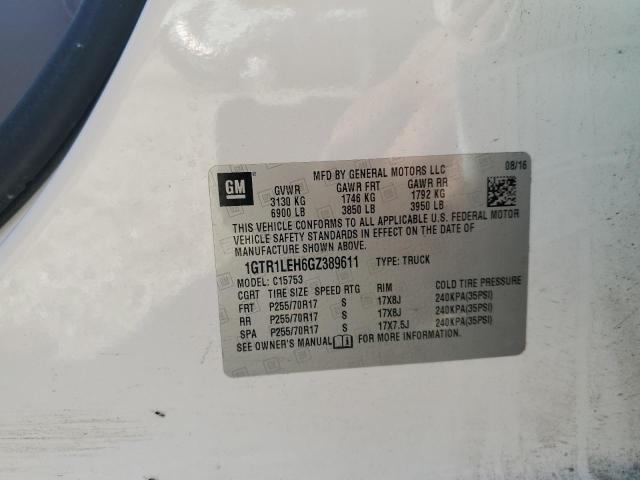 GM
MFD BY GENERAL MOTORS LLC 08/16
GVWR GAWR FRT GAWR RR
3130 KG 1746 KG 1792 KG
6900 LB 3850 LB 3950 LB
THIS VEHICLE CONFORMS TO ALL APPLICABLE U.S. FEDERAL MOTOR
VEHICLE SAFETY STANDARDS IN EFFECT ON THE DATE OF
MANUFACTURE SHOWN ABOVE.
1GTR1LEH6GZ389611 TYPE: TRUCK
MODEL: C15753
CGRT TIRE SIZE SPEED RTG RIM COLD TIRE PRESSURE
FRT P255/70R17 S 17X8J 240KPA(35PSI)
RR P255/70R17 S 17X8J 240KPA(35PSI)
SPA P255/70R17 S 17X7.5J 240KPA(35PSI)
SEE OWNER'S MANUAL FOR MORE INFORMATION.